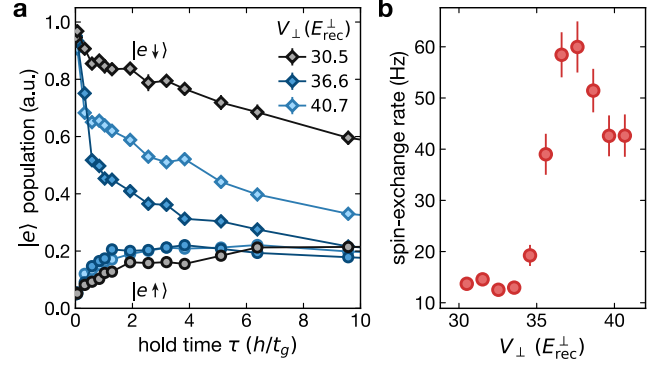 a
|e⟩ population (a.u.)
1.0
0.8
0.6
0.4
0.2
0.0
|e ↓⟩
V⊥(E⊥rec)
30.5
36.6
40.7
|e ↑⟩
0 2 4 6 8 10
hold time τ (h/t_g)
b
spin-exchange rate (Hz)
60
50
40
30
20
10
30 35 40
V⊥ (E⊥rec)